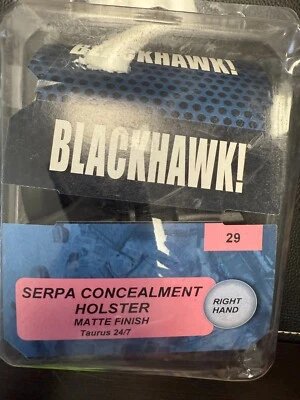 BLACKHAWK!
BLACKHAWK!
29
SERPA CONCEALMENT
HOLSTER
MATTE FINISH
Taurus 24/7
RIGHT
HAND